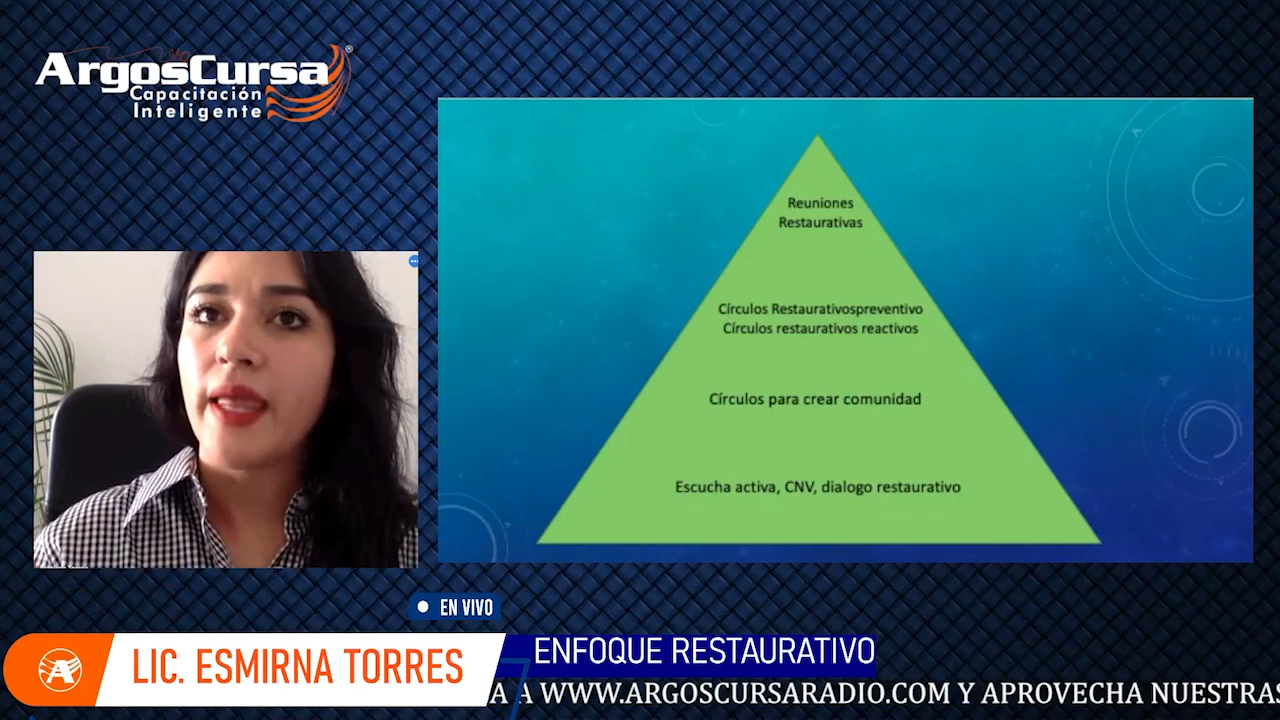 ArgosCursa®
Capacitación
Inteligente
Reuniones
Restaurativas
Círculos Restaurativospreventivo
Círculos restaurativos reactivos
Círculos para crear comunidad
Escucha activa, CNV, dialogo restaurativo
EN VIVO
LIC. ESMIRNA TORRES
ENFOQUE RESTAURATIVO
A WWW.ARGOSCURSARADIO.COM Y APROVECHA NUESTRAS